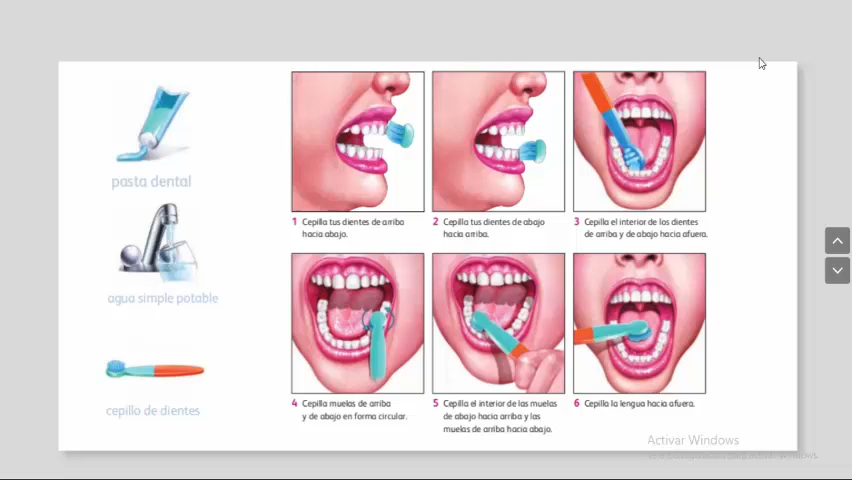 pasta dental
agua simple potable
cepillo de dientes
1 Cepilla tus dientes de arriba
hacia abajo.
2 Cepilla tus dientes de abajo
hacia arriba.
3 Cepilla el interior de los dientes
de arriba y de abajo hacia afuera.
4 Cepilla muelas de arriba
y de abajo en forma circular.
5 Cepilla el interior de las muelas
de abajo hacia arriba y las
muelas de arriba hacia abajo.
6 Cepilla la lengua hacia afuera.
Activar Windows